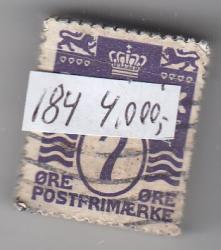 184 4.000,-
7
ØRE ØRE
POSTFRIMÆRKE